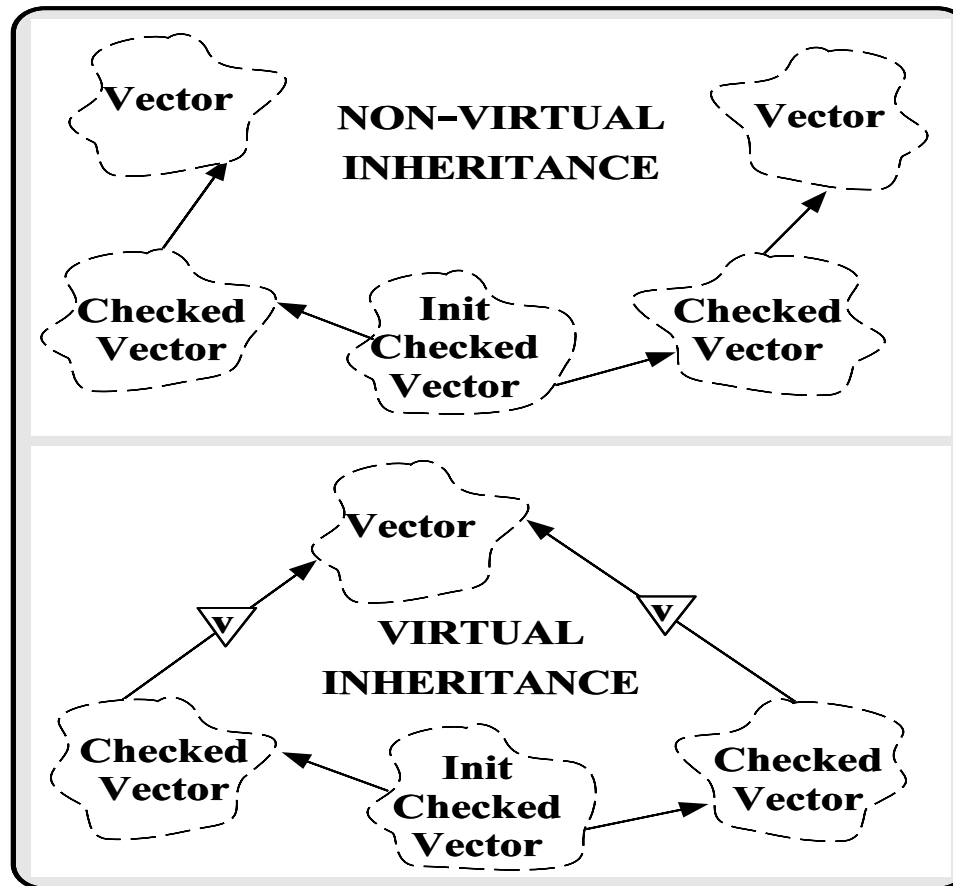 Vector
NON-VIRTUAL
INHERITANCE
Vector
Checked
Vector
Init
Checked
Vector
Checked
Vector
Vector
v
v
VIRTUAL
INHERITANCE
Checked
Vector
Init
Checked
Vector
Checked
Vector